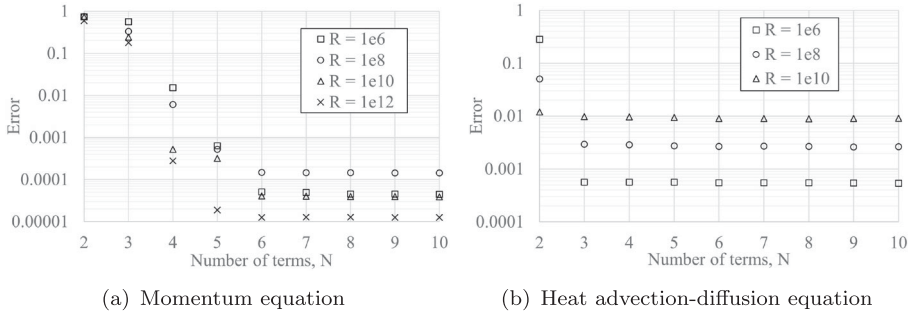 Error
1
0.1
0.01
0.001
0.0001
0.00001
2 3 4 5 6 7 8 9 10
Number of terms, N
R = 1e6
R = 1e8
R = 1e10
R = 1e12
(a) Momentum equation
Error
1
0.1
0.01
0.001
0.0001
2 3 4 5 6 7 8 9 10
Number of terms, N
R = 1e6
R = 1e8
R = 1e10
(b) Heat advection-diffusion equation